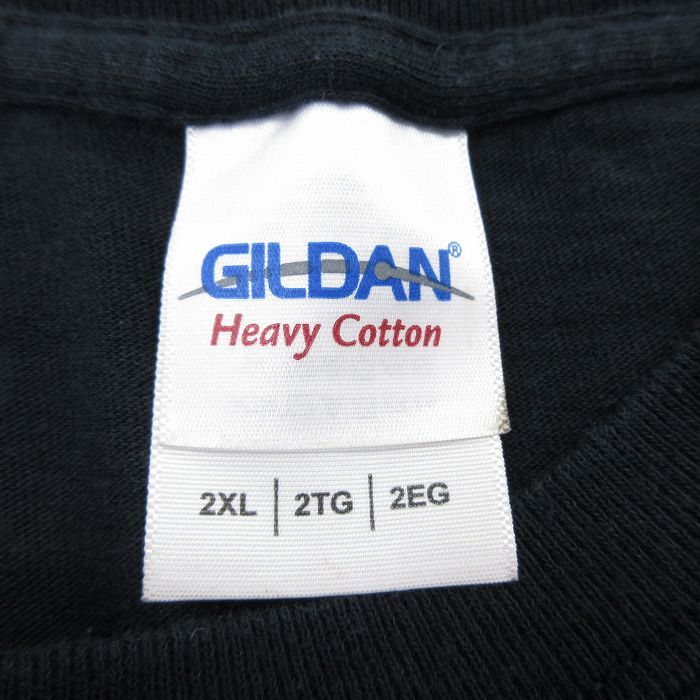 GILDAN®
Heavy Cotton
2XL | 2TG | 2EG